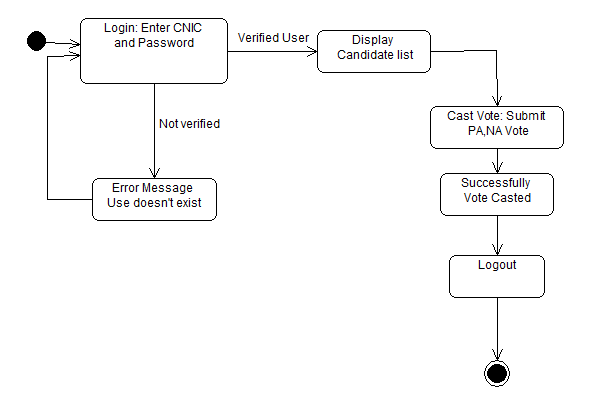 Login: Enter CNIC
and Password
Verified User
Display
Candidate list
Not verified
Cast Vote: Submit
PA,NA Vote
Error Message
Use doesn't exist
Successfully
Vote Casted
Logout